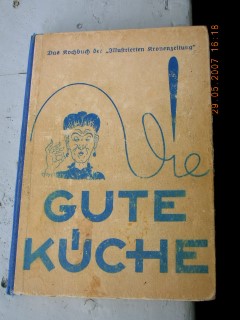 Das Kochbuch der „Illustrierten Kronenzeitung"
Die
GUTE
KÜCHE
29 05 2007 16:18